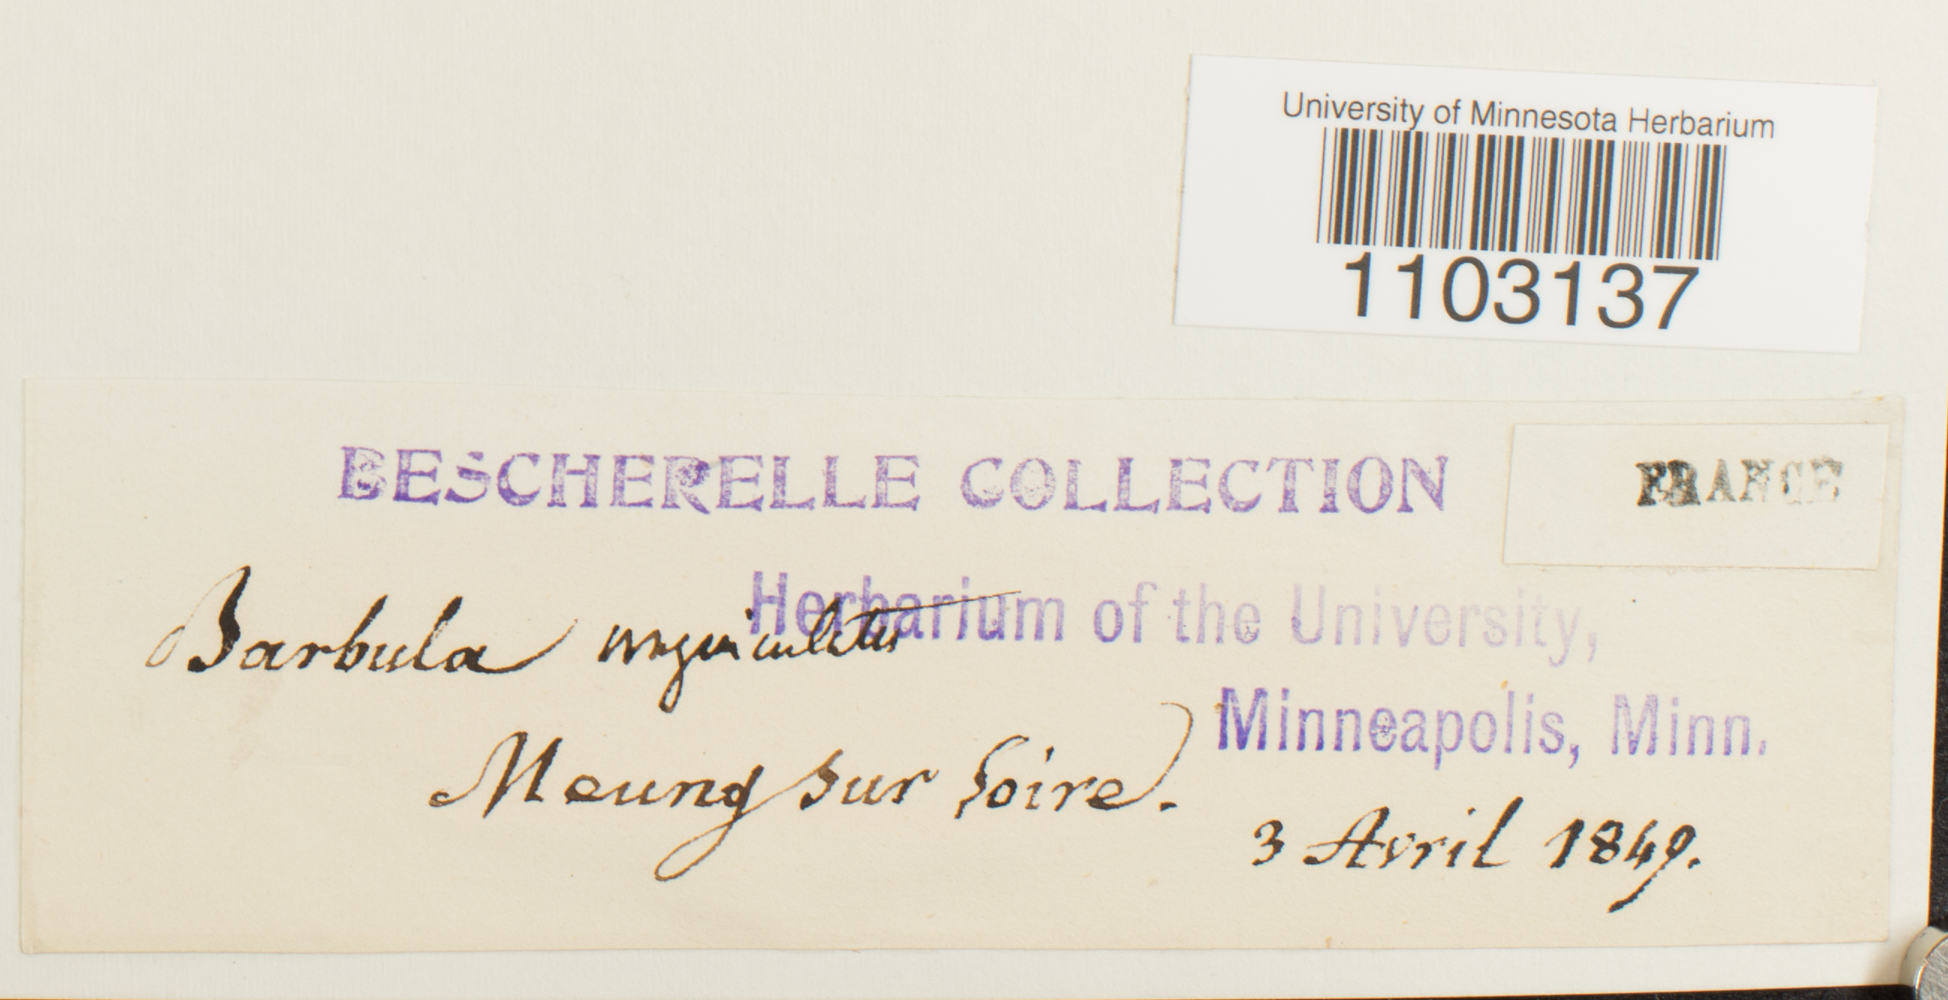 University of Minnesota Herbarium
1103137
BESCHERELLE COLLECTION
FRANCE
Herbarium of the University,
Barbula unguiculata
Minneapolis, Minn.
Meung sur Loire.
3 Avril 1849.